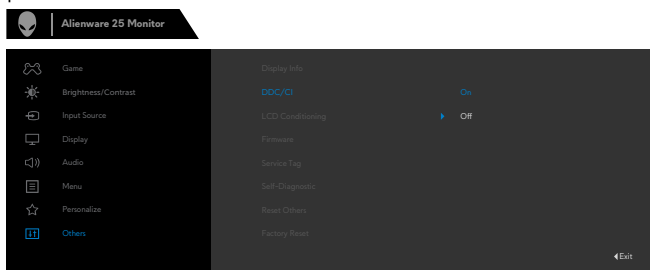 Alienware 25 Monitor
Game Display Info
Brightness/Contrast DDC/CI On
Input Source LCD Conditioning Off
Display Firmware
Audio Service Tag
Menu Self-Diagnostic
Personalize Reset Others
Others Factory Reset
Exit